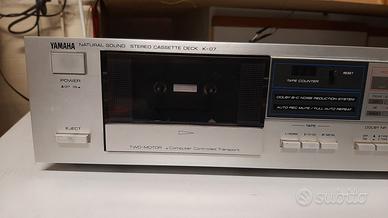 YAMAHA NATURAL SOUND STEREO CASSETTE DECK K-07
POWER
RESET
TAPE COUNTER
DOLBY B-C NOISE REDUCTION SYSTEM
AUTO REC MUTE / FULL AUTO REPEAT
EJECT
TAPE
DOLBY NR
TWO-MOTOR Computer Controlled Transport
subito